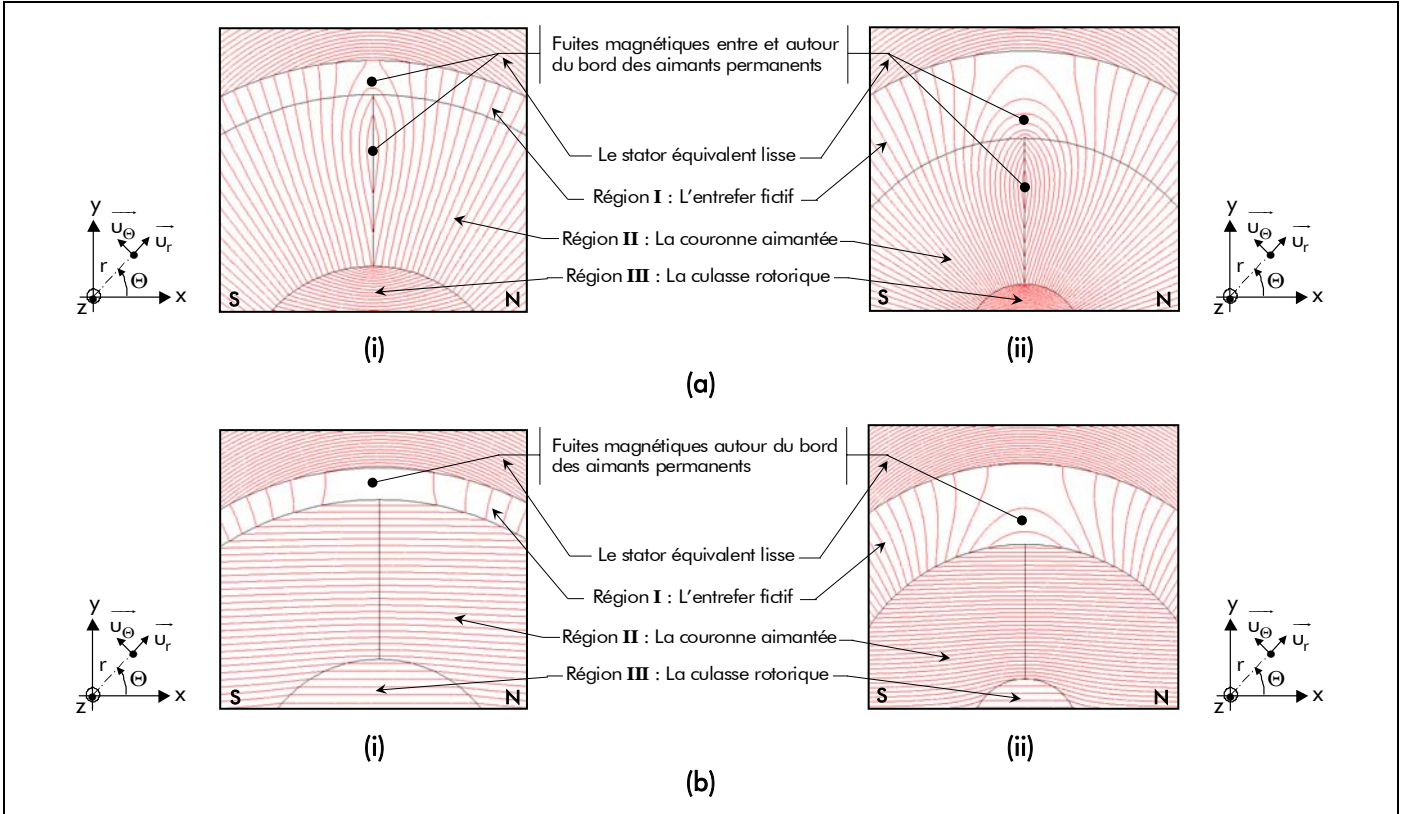 Fuites magnétiques entre et autour
du bord des aimants permanents
Le stator équivalent lisse
Région I : L'entrefer fictif
Région II : La couronne aimantée
Région III : La culasse rotorique
y
u_Θ
u_r
r
Θ
z
x
S
N
S
N
y
u_Θ
u_r
r
Θ
z
x
(i)
(ii)
(a)
Fuites magnétiques autour du bord
des aimants permanents
Le stator équivalent lisse
Région I : L'entrefer fictif
Région II : La couronne aimantée
Région III : La culasse rotorique
y
u_Θ
u_r
r
Θ
z
x
S
N
S
N
y
u_Θ
u_r
r
Θ
z
x
(i)
(ii)
(b)